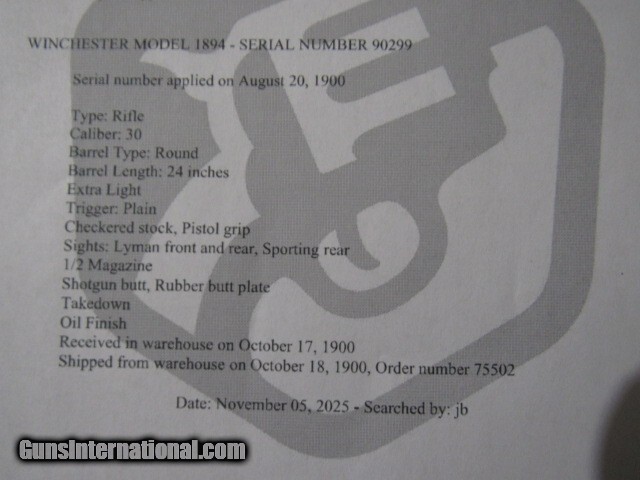 WINCHESTER MODEL 1894 - SERIAL NUMBER 90299
Serial number applied on August 20, 1900
Type: Rifle
Caliber: 30
Barrel Type: Round
Barrel Length: 24 inches
Extra Light
Trigger: Plain
Checkered stock, Pistol grip
Sights: Lyman front and rear, Sporting rear
1/2 Magazine
Shotgun butt, Rubber butt plate
Takedown
Oil Finish
Received in warehouse on October 17, 1900
Shipped from warehouse on October 18, 1900, Order number 75502
Date: November 05, 2025 - Searched by: jb
GunsInternational.com